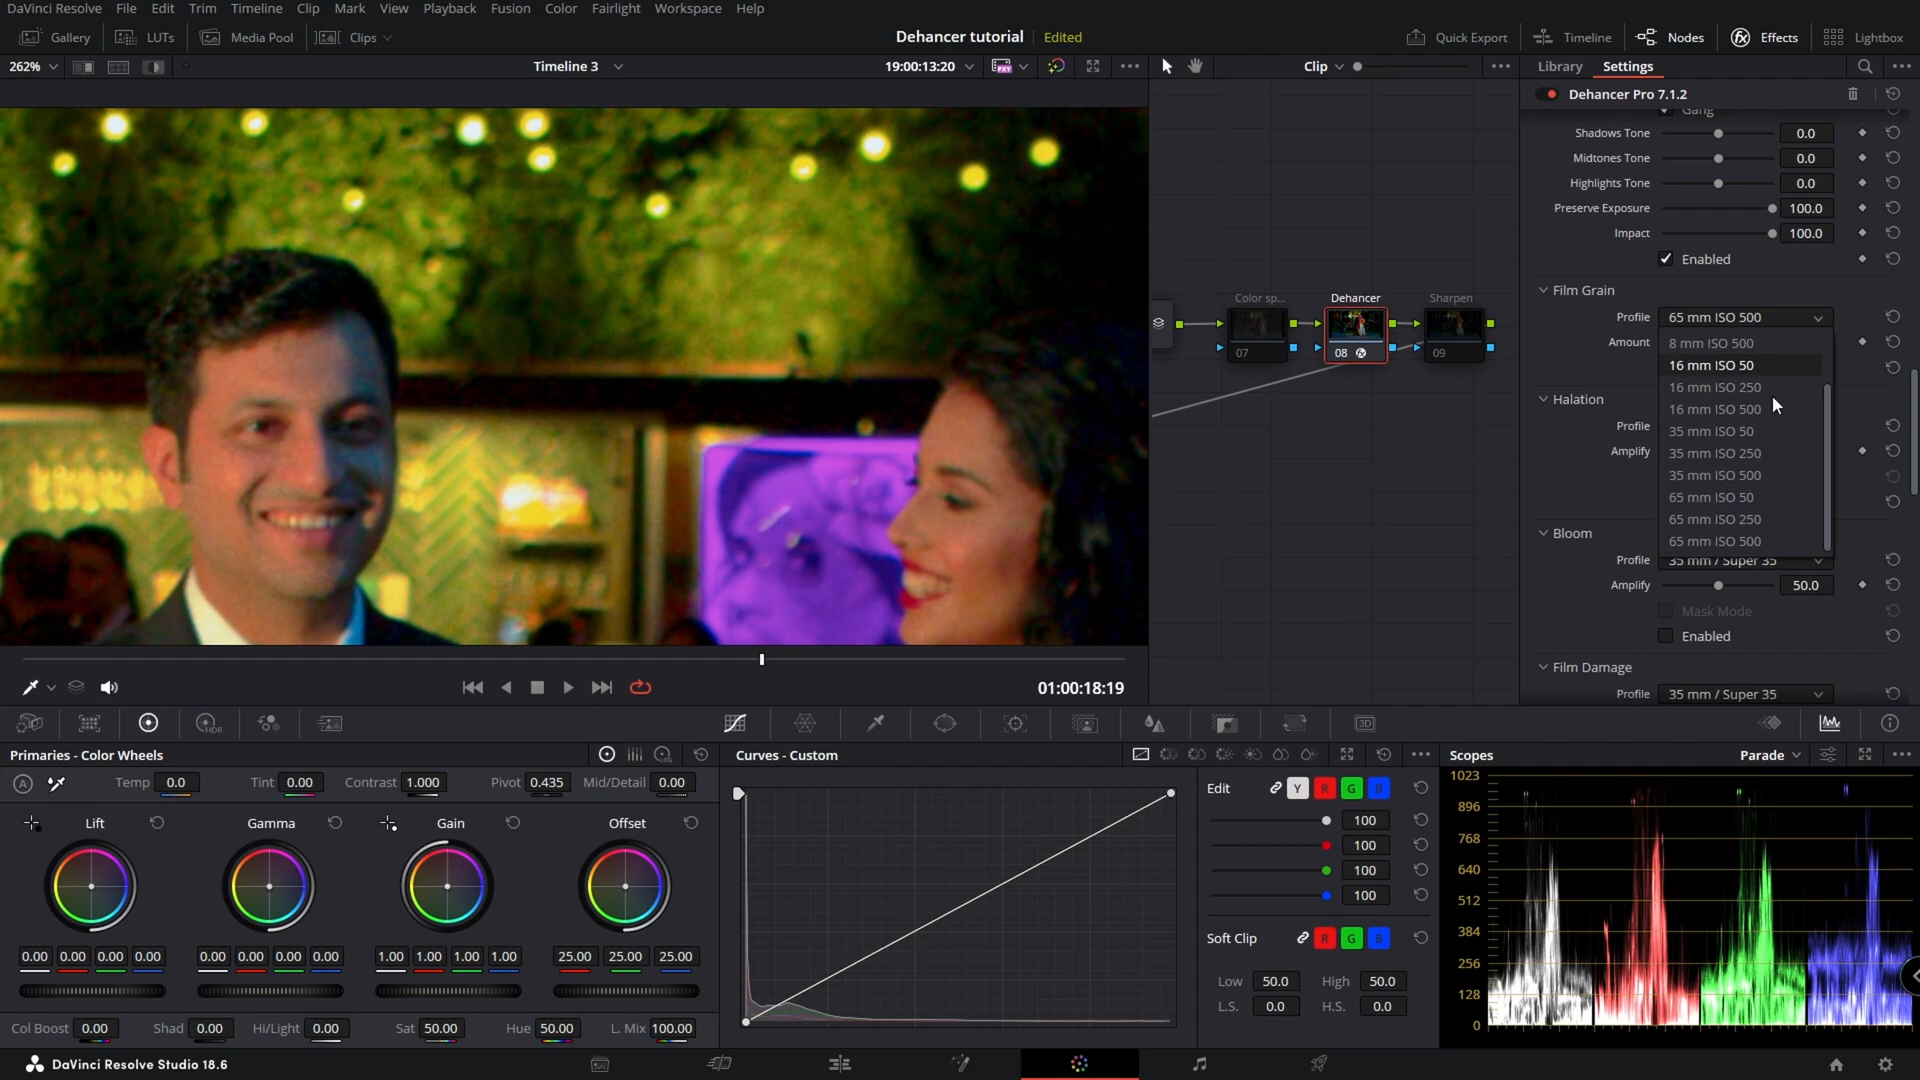 DaVinci Resolve File Edit Trim Timeline Clip Mark View Playback Fusion Color Fairlight Workspace Help
Gallery LUTs Media Pool Clips Dehancer tutorial Edited Quick Export Timeline Nodes Effects Lightbox
262% Timeline 3 19:00:13:20 PXY Clip Library Settings
Dehancer Pro 7.1.2
Gang
Shadows Tone 0.0
Midtones Tone 0.0
Highlights Tone 0.0
Preserve Exposure 100.0
Impact 100.0
Enabled
Film Grain
Profile 65 mm ISO 500
Amount
8 mm ISO 500
16 mm ISO 50
16 mm ISO 250
16 mm ISO 500
35 mm ISO 50
35 mm ISO 250
35 mm ISO 500
65 mm ISO 50
65 mm ISO 250
65 mm ISO 500
Halation
Profile
Amplify
Bloom
Profile 35 mm / Super 35
Amplify 50.0
Mask Mode
Enabled
Film Damage
Profile 35 mm / Super 35
Color sp... Dehancer Sharpen
07 08 09
01:00:18:19
HDR 3D
Primaries - Color Wheels
LOG
A Temp 0.0 Tint 0.00 Contrast 1.000 Pivot 0.435 Mid/Detail 0.00
Lift Gamma Gain Offset
0.00 0.00 0.00 0.00 0.00 0.00 0.00 0.00 1.00 1.00 1.00 1.00 25.00 25.00 25.00
Col Boost 0.00 Shad 0.00 Hi/Light 0.00 Sat 50.00 Hue 50.00 L. Mix 100.00
Curves - Custom
Edit Y R G B
100
100
100
100
Soft Clip R G B
Low 50.0 High 50.0
L.S. 0.0 H.S. 0.0
Scopes Parade
1023
896
768
640
512
384
256
128
0
DaVinci Resolve Studio 18.6